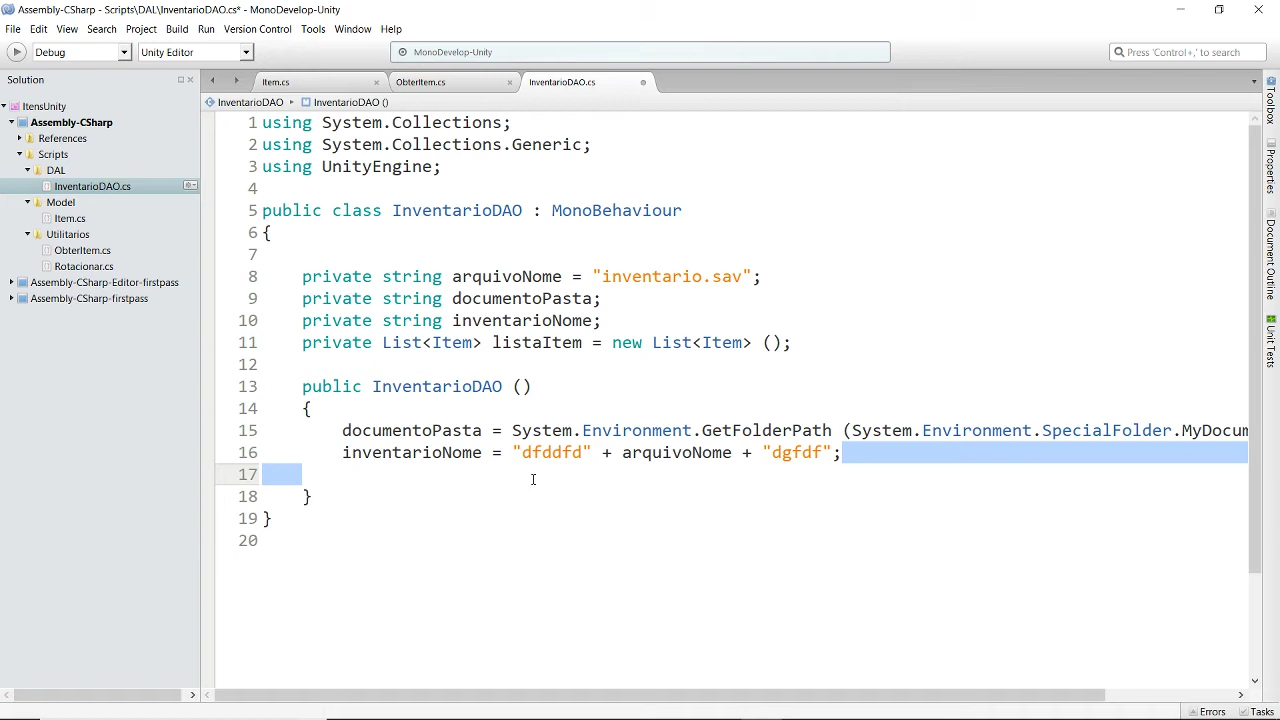 Assembly-CSharp - Scripts\DAL\InventarioDAO.cs* - MonoDevelop-Unity
File Edit View Search Project Build Run Version Control Tools Window Help
Debug Unity Editor MonoDevelop-Unity Press 'Control+,' to search
Solution
ItensUnity
Assembly-CSharp
References
Scripts
DAL
InventarioDAO.cs
Model
Item.cs
Utilitarios
ObterItem.cs
Rotacionar.cs
Assembly-CSharp-Editor-firstpass
Assembly-CSharp-firstpass
Item.cs ObterItem.cs InventarioDAO.cs
InventarioDAO InventarioDAO ()
1 using System.Collections;
2 using System.Collections.Generic;
3 using UnityEngine;
4
5 public class InventarioDAO : MonoBehaviour
6 {
7
8 private string arquivoNome = "inventario.sav";
9 private string documentoPasta;
10 private string inventarioNome;
11 private List<Item> listaItem = new List<Item> ();
12
13 public InventarioDAO ()
14 {
15 documentoPasta = System.Environment.GetFolderPath (System.Environment.SpecialFolder.MyDocum
16 inventarioNome = "dfddfd" + arquivoNome + "dgfdf";
17
18 }
19 }
20
Toolbox
Properties
Document Outline
Unit Tests
Errors Tasks